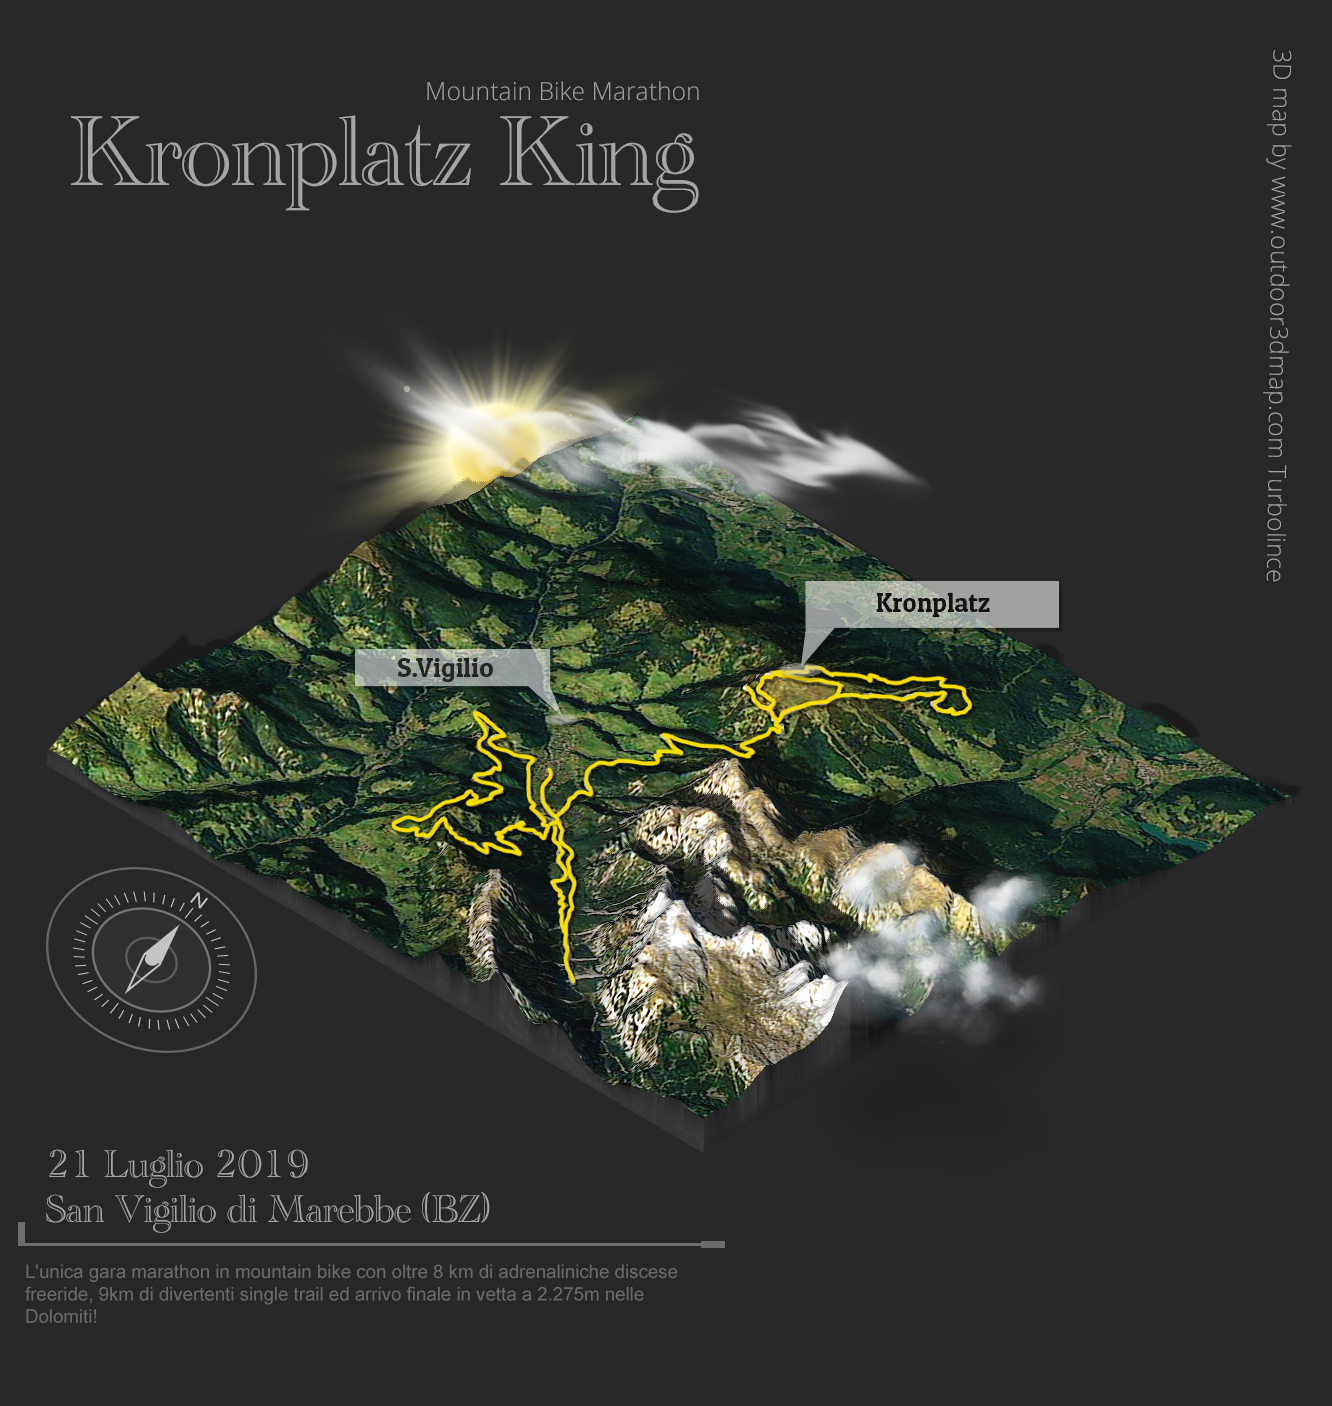 Mountain Bike Marathon
Kronplatz King
3D map by www.outdoor3dmap.com Turbolince
Kronplatz
S.Vigilio
N
21 Luglio 2019
San Vigilio di Marebbe (BZ)
L'unica gara marathon in mountain bike con oltre 8 km di adrenaliniche discese
freeride, 9km di divertenti single trail ed arrivo finale in vetta a 2.275m nelle
Dolomiti!